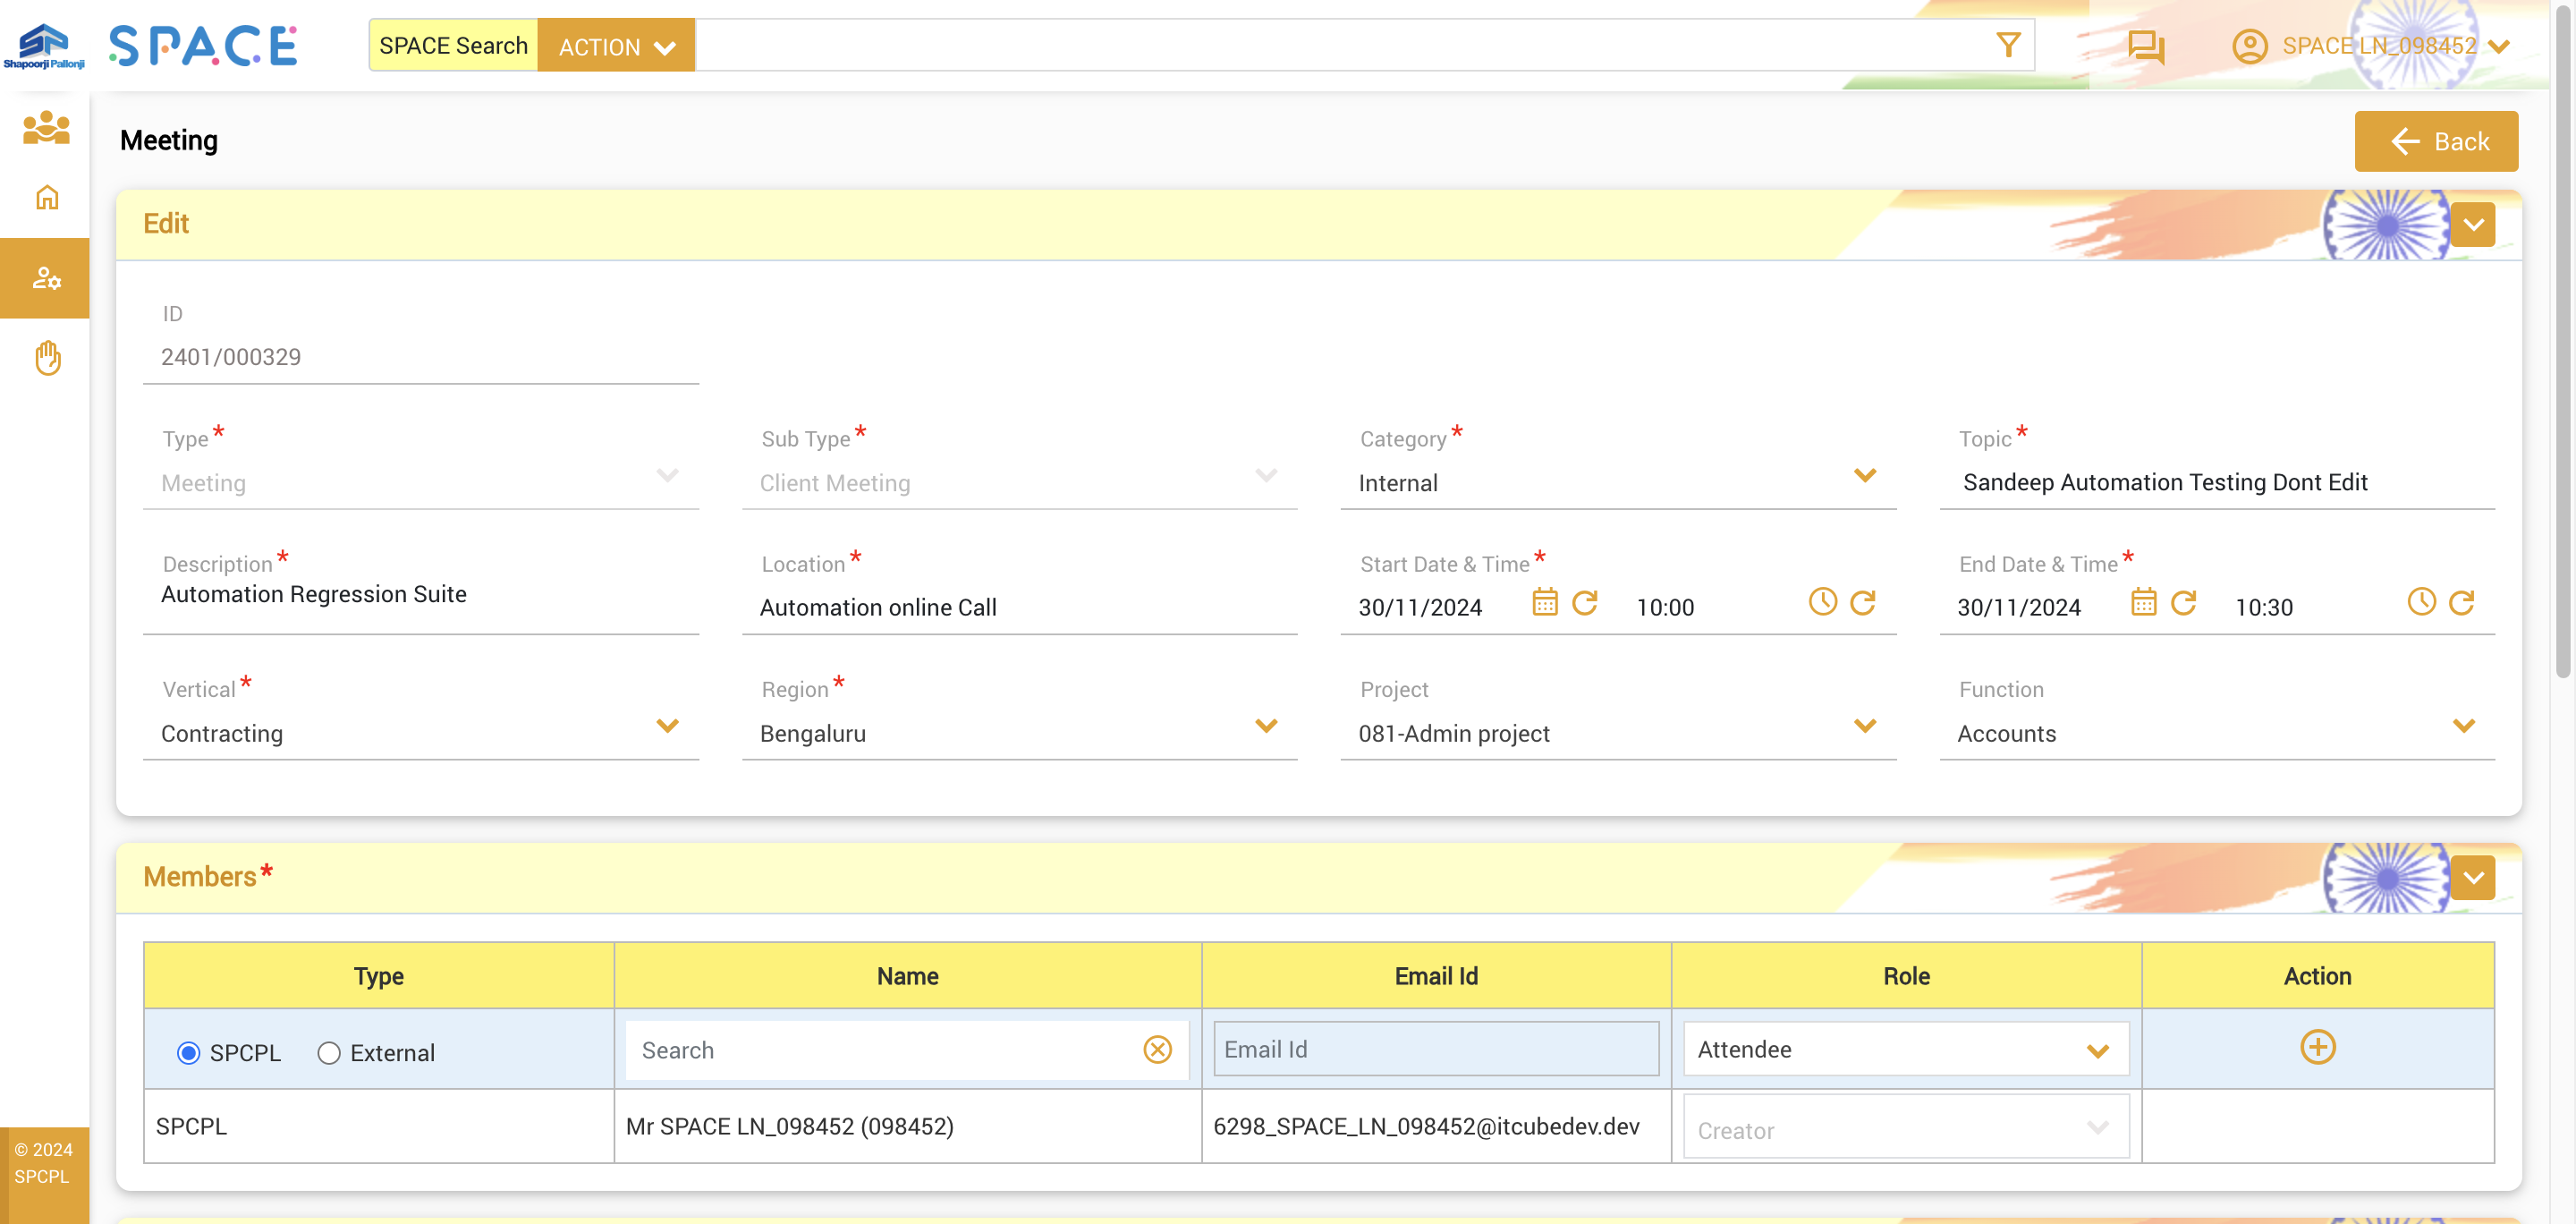 Shapoorji Pallonji
SPACE
SPACE Search
ACTION
SPACE LN_098452
Meeting
Back
Edit
ID
2401/000329
Type*
Sub Type*
Category*
Topic*
Meeting
Client Meeting
Internal
Sandeep Automation Testing Dont Edit
Description*
Location*
Start Date & Time*
End Date & Time*
Automation Regression Suite
Automation online Call
30/11/2024 10:00
30/11/2024 10:30
Vertical*
Region*
Project
Function
Contracting
Bengaluru
081-Admin project
Accounts
Members*
Type Name Email Id Role Action
SPCPL External Search Email Id Attendee
SPCPL Mr SPACE LN_098452 (098452) 6298_SPACE_LN_098452@itcubedev.dev Creator
© 2024
SPCPL